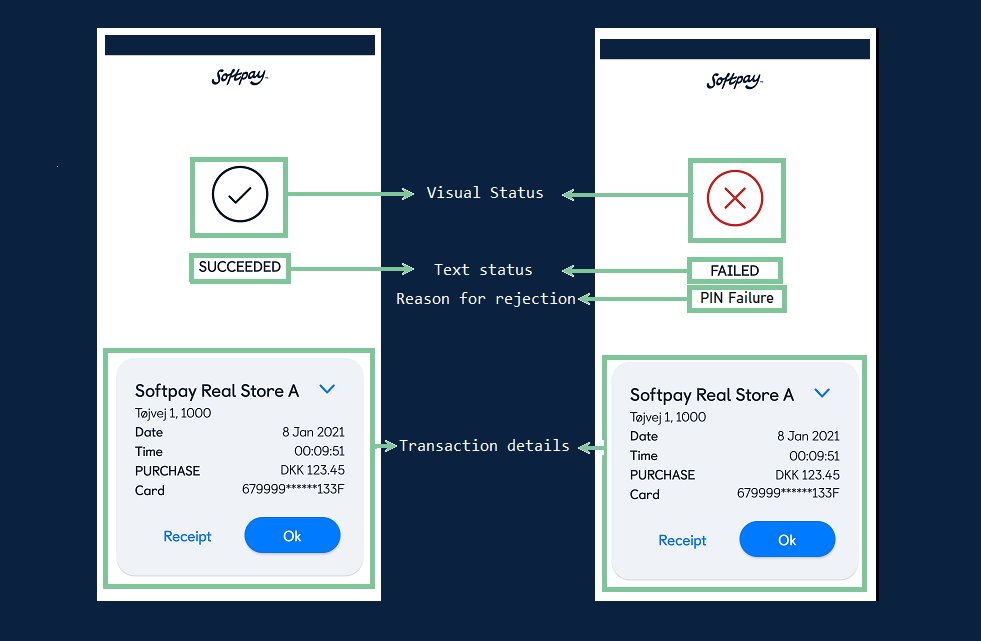 Softpay
SUCCEEDED
Softpay Real Store A
Tøjvej 1, 1000
Date 8 Jan 2021
Time 00:09:51
PURCHASE DKK 123.45
Card 679999******133F
Receipt Ok
Visual Status
Text status
Reason for rejection
Transaction details
Softpay
FAILED
PIN Failure
Softpay Real Store A
Tøjvej 1, 1000
Date 8 Jan 2021
Time 00:09:51
PURCHASE DKK 123.45
Card 679999******133F
Receipt Ok